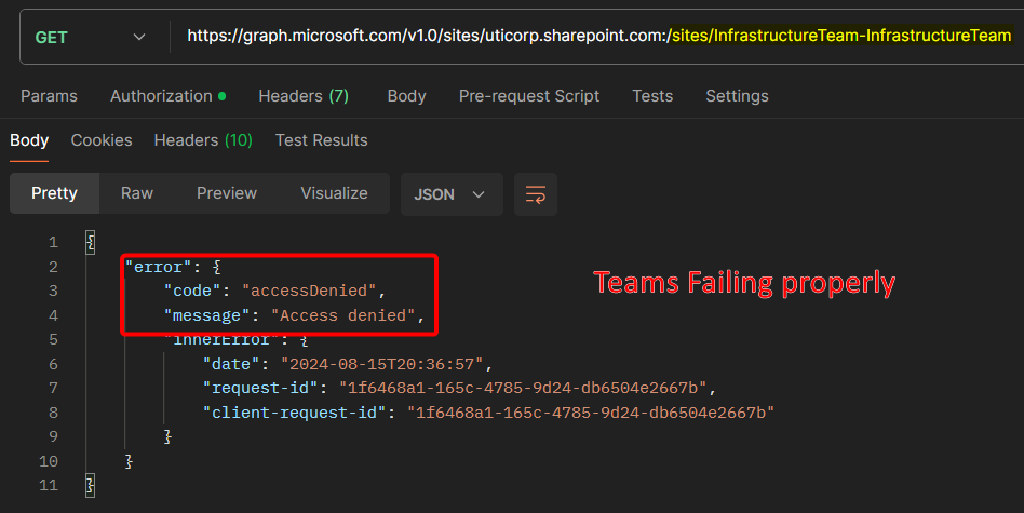 GET https://graph.microsoft.com/v1.0/sites/uticorp.sharepoint.com:/sites/InfrastructureTeam-InfrastructureTeam
Params Authorization Headers (7) Body Pre-request Script Tests Settings
Body Cookies Headers (10) Test Results
Pretty Raw Preview Visualize JSON
1 {
2 "error": {
3 "code": "accessDenied",
4 "message": "Access denied",
5 "innerError": {
6 "date": "2024-08-15T20:36:57",
7 "request-id": "1f6468a1-165c-4785-9d24-db6504e2667b",
8 "client-request-id": "1f6468a1-165c-4785-9d24-db6504e2667b"
9 }
10 }
11 }
Teams Failing properly